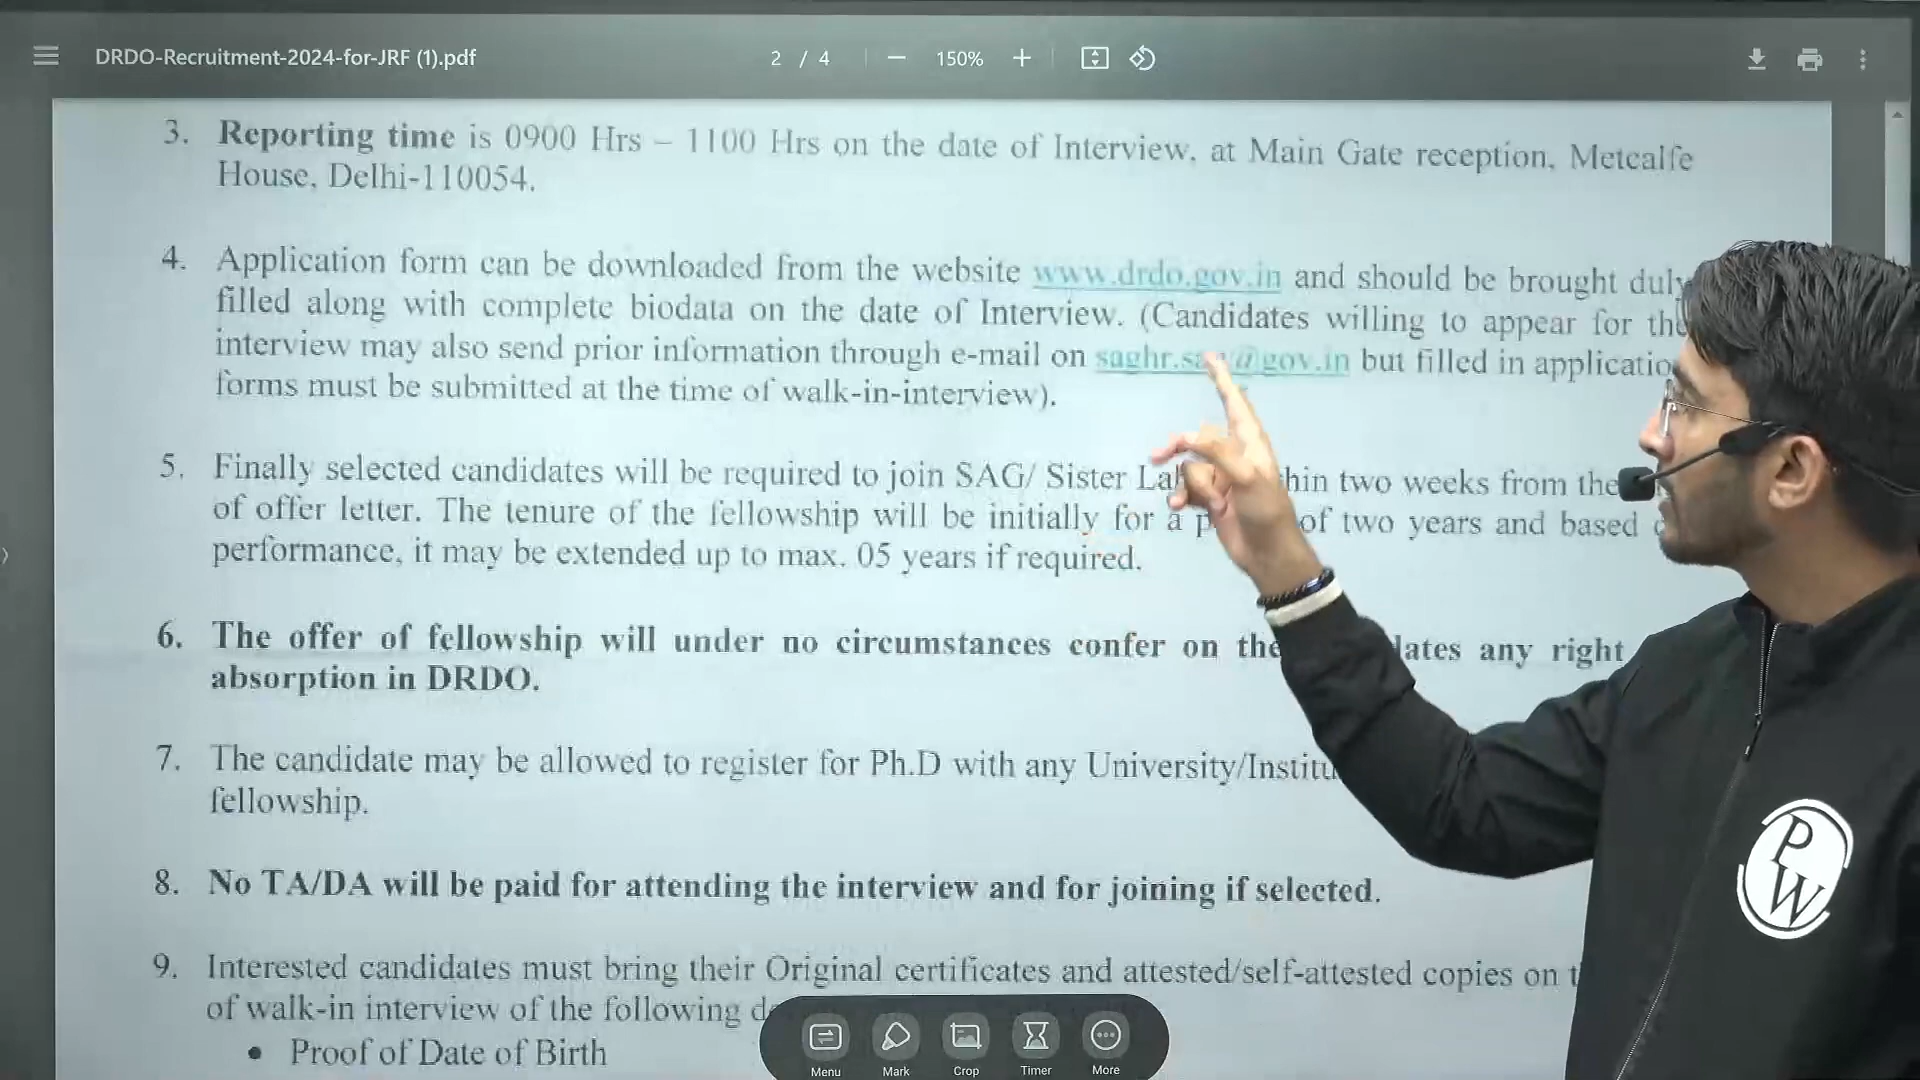 DRDO-Recruitment-2024-for-JRF (1).pdf
2 / 4
150%
3. Reporting time is 0900 Hrs – 1100 Hrs on the date of Interview, at Main Gate reception, Metcalfe
House, Delhi-110054.
4. Application form can be downloaded from the website www.drdo.gov.in and should be brought duly
filled along with complete biodata on the date of Interview. (Candidates willing to appear for the
interview may also send prior information through e-mail on @gov.in but filled in
forms must be submitted at the time of walk-in-interview).
5. Finally selected candidates will be required to join SAG/ Sister two weeks from the
of offer letter. The tenure of the fellowship will be initially for a of two years and based
performance, it may be extended up to max. 05 years if required.
6. The offer of fellowship will under no circumstances confer on any right
absorption in DRDO.
7. The candidate may be allowed to register for Ph.D with any
fellowship.
8. No TA/DA will be paid for attending the interview and for joining if selected.
9. Interested candidates must bring their Original certificates and attested/self-attested copies on
of walk-in interview of the following
• Proof of Date of Birth
Menu
Mark
Crop
Timer
More
PW